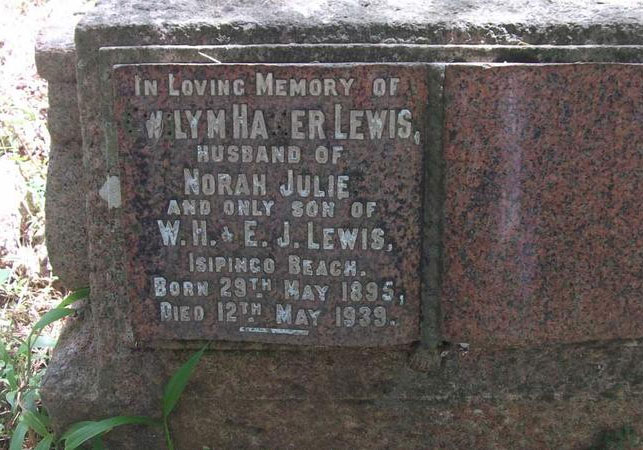 IN LOVING MEMORY OF
LEWIS,
HUSBAND OF
NORAH JULIE
AND ONLY SON OF
W. H. & E. J. LEWIS,
ISIPINGO BEACH.
BORN 29TH MAY 1895,
DIED 12TH MAY 1939.